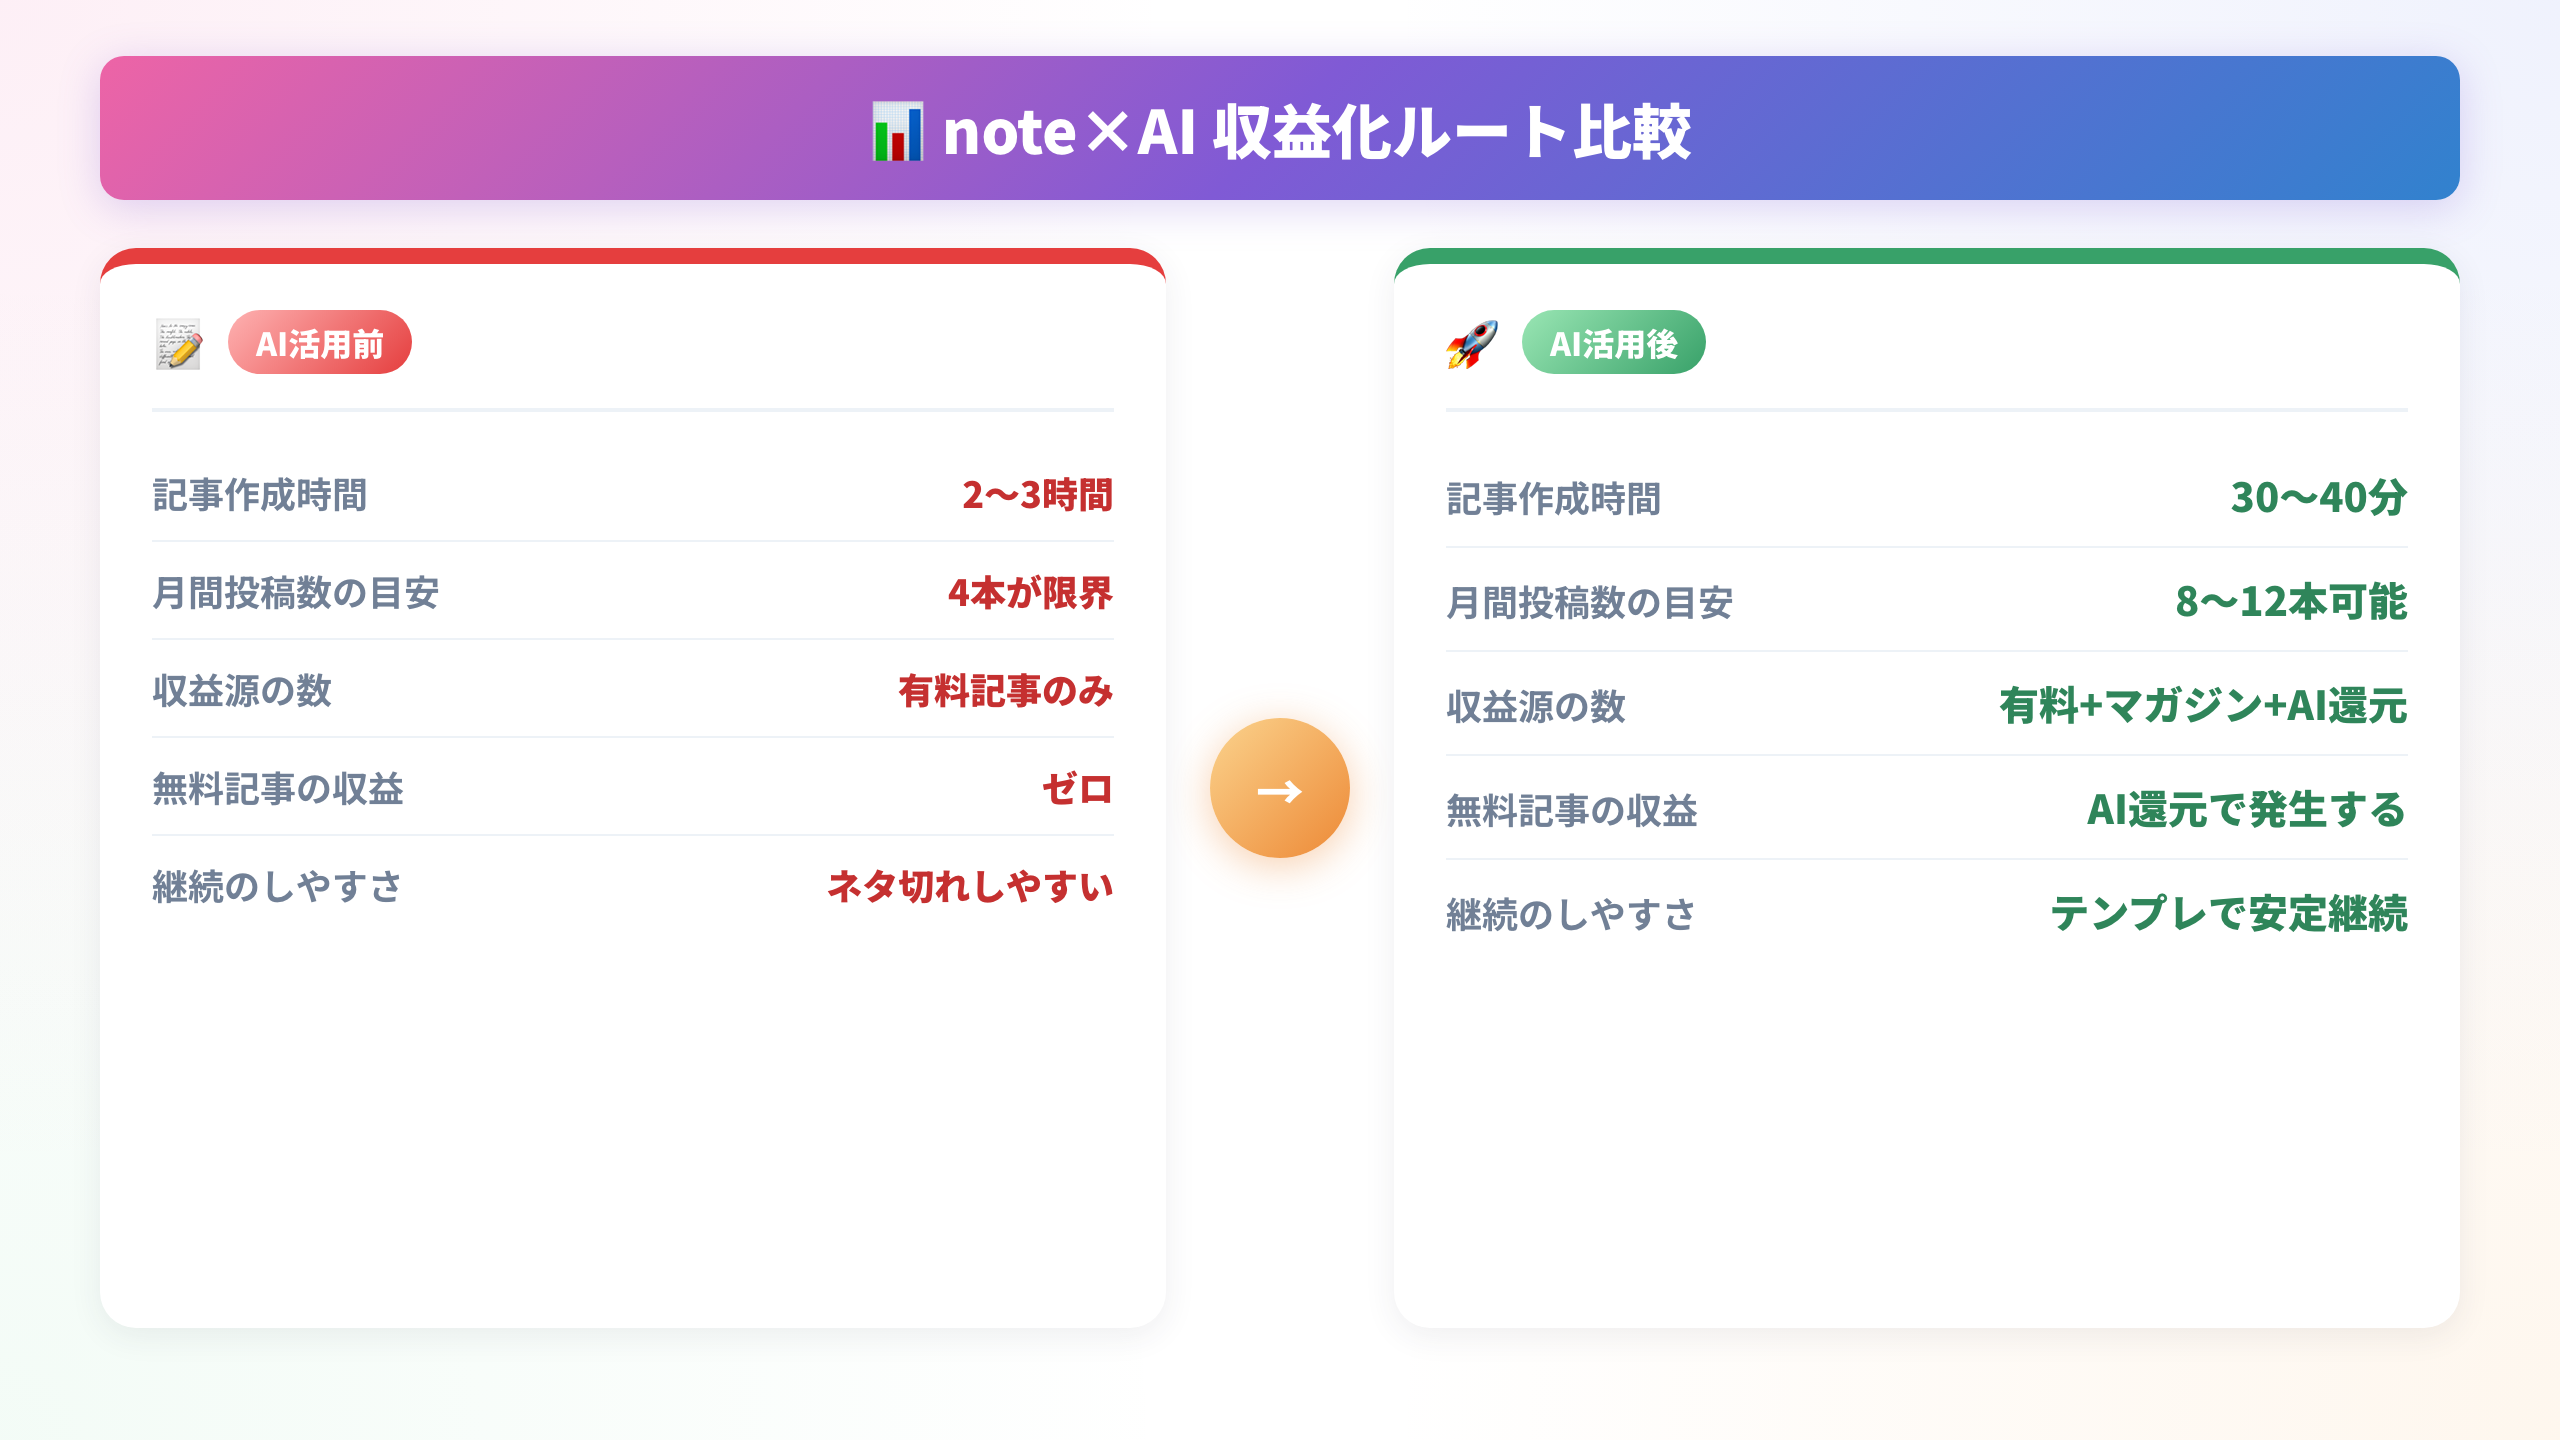 📊 note×AI 収益化ルート比較
📝 AI活用前
記事作成時間 2〜3時間
月間投稿数の目安 4本が限界
収益源の数 有料記事のみ
無料記事の収益 ゼロ
継続のしやすさ ネタ切れしやすい
→
🚀 AI活用後
記事作成時間 30〜40分
月間投稿数の目安 8〜12本可能
収益源の数 有料+マガジン+AI還元
無料記事の収益 AI還元で発生する
継続のしやすさ テンプレで安定継続